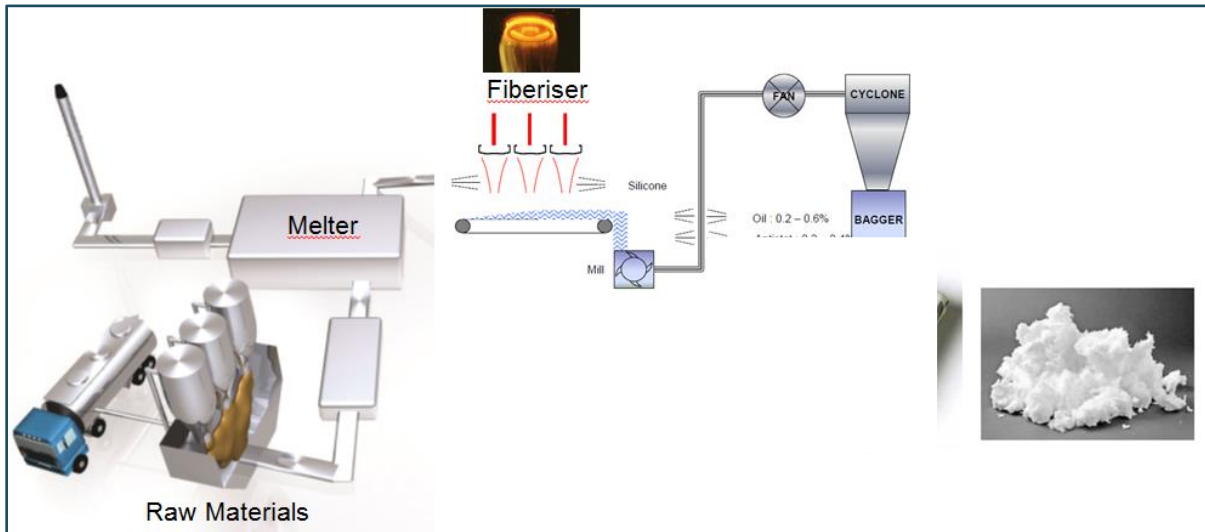 Fiberiser
FAN
CYCLONE
Silicone
Melter
Oil : 0.2 – 0.6%
BAGGER
Mill
Raw Materials